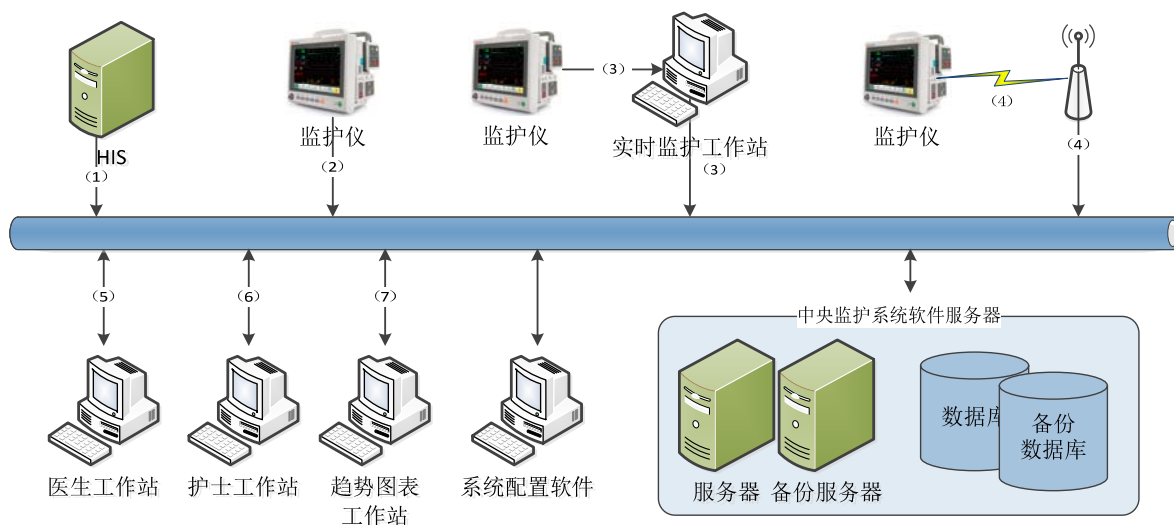 (3)
(4)
监护仪
监护仪
实时监护工作站
监护仪
HIS
(1)
(2)
(3)
(4)
(5)
(6)
(7)
中央监护系统软件服务器
数据库
备份
数据库
服务器
备份服务器
医生工作站
护士工作站
趋势图表
工作站
系统配置软件